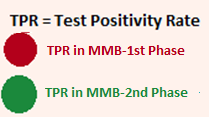 TPR = Test Positivity Rate
TPR in MMB-1st Phase
TPR in MMB-2nd Phase